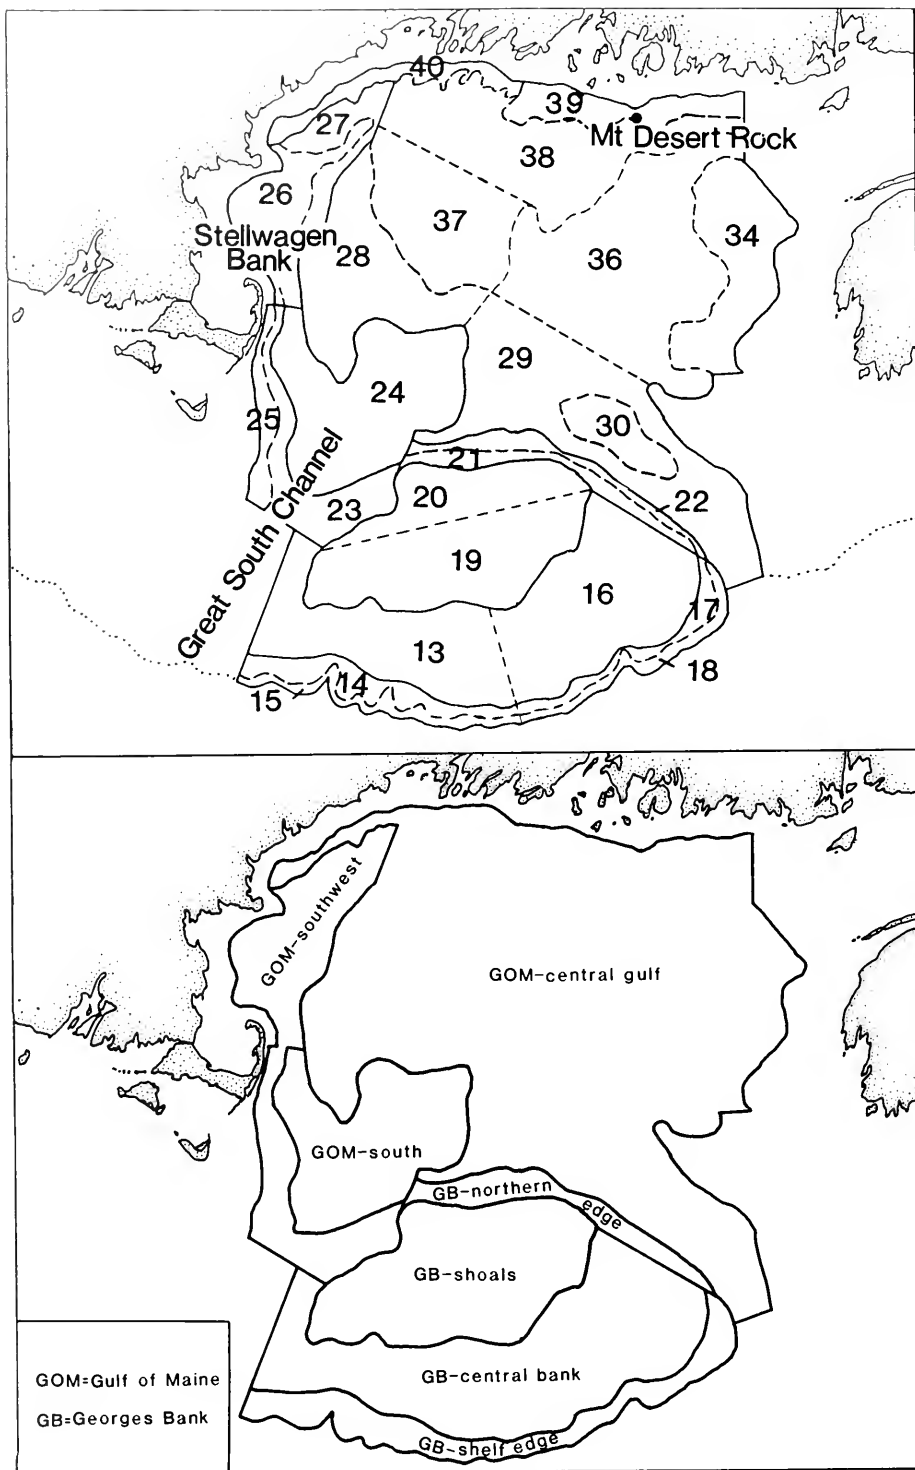 40
39
27
Mt Desert Rock
38
26
34
37
Stellwagen
Bank
28
36
29
24
25
30
21
20
22
23
Great South Channel
19
16
17
13
18
14
15
GOM-southwest
GOM-central gulf
GOM-south
GB-northern
edge
GB-shoals
GB-central bank
GOM=Gulf of Maine
GB=Georges Bank
GB-shelf edge